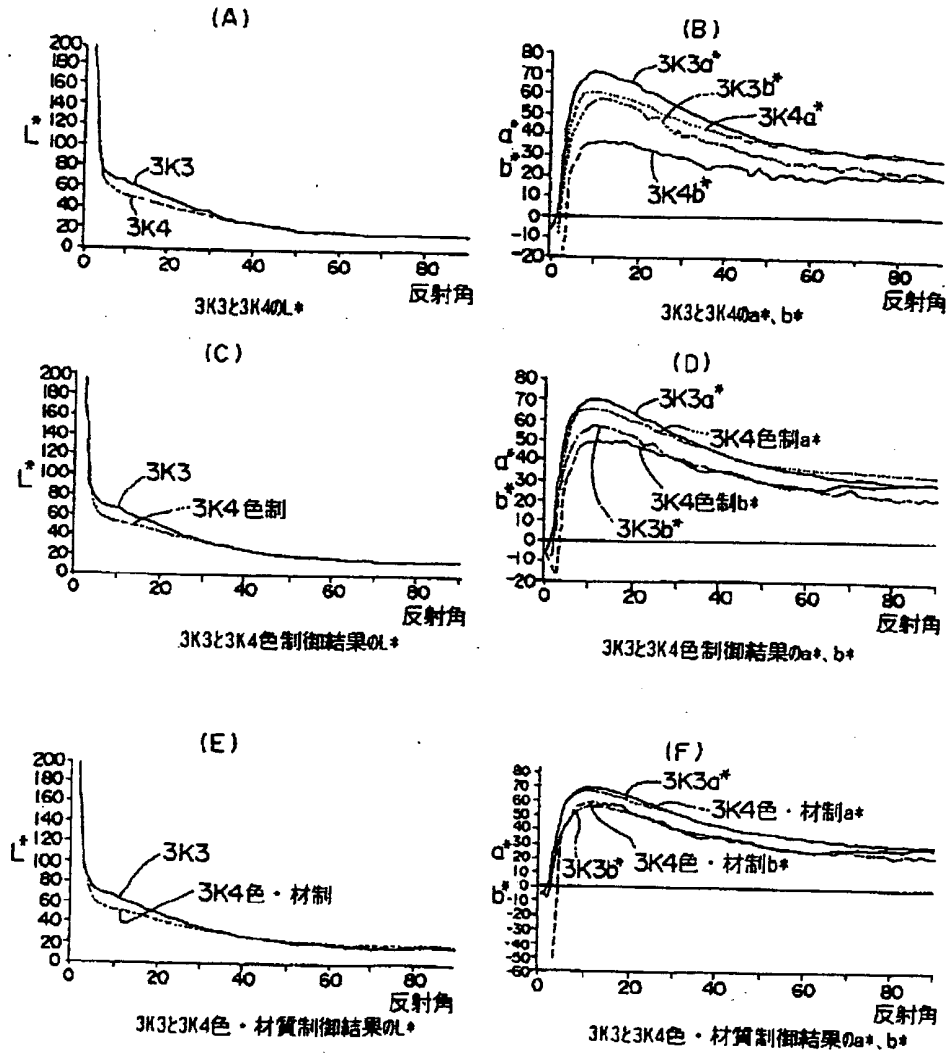 (A)
200
180
160
140
120
100
80
60
40
20
0
L*
3K3
3K4
20
40
60
80
反射角
3K3と3K4のL*
(B)
80
70
60
50
40
30
20
10
0
-10
-20
a*
b*
3K3a*
3K3b*
3K4a*
3K4b*
0
20
40
60
80
反射角
3K3と3K4のa*、b*
(C)
200
180
160
140
120
100
80
60
40
20
0
L*
3K3
3K4色制
0
20
40
60
80
反射角
3K3と3K4色制御結果のL*
(D)
80
70
60
50
40
30
20
10
0
-10
-20
a*
b*
3K3a*
3K4色制a*
3K4色制b*
3K3b*
0
20
40
60
80
反射角
3K3と3K4色制御結果のa*、b*
(E)
200
180
160
140
120
100
80
60
40
20
0
L*
3K3
3K4色・材制
0
20
40
60
80
反射角
3K3と3K4色・材質制御結果のL*
(F)
80
70
60
50
40
30
20
10
0
-10
-20
-30
-40
-50
-60
a*
b*
3K3a*
3K4色・材制a*
3K4色・材制b*
3K3b*
0
20
40
60
80
反射角
3K3と3K4色・材質制御結果のa*、b*